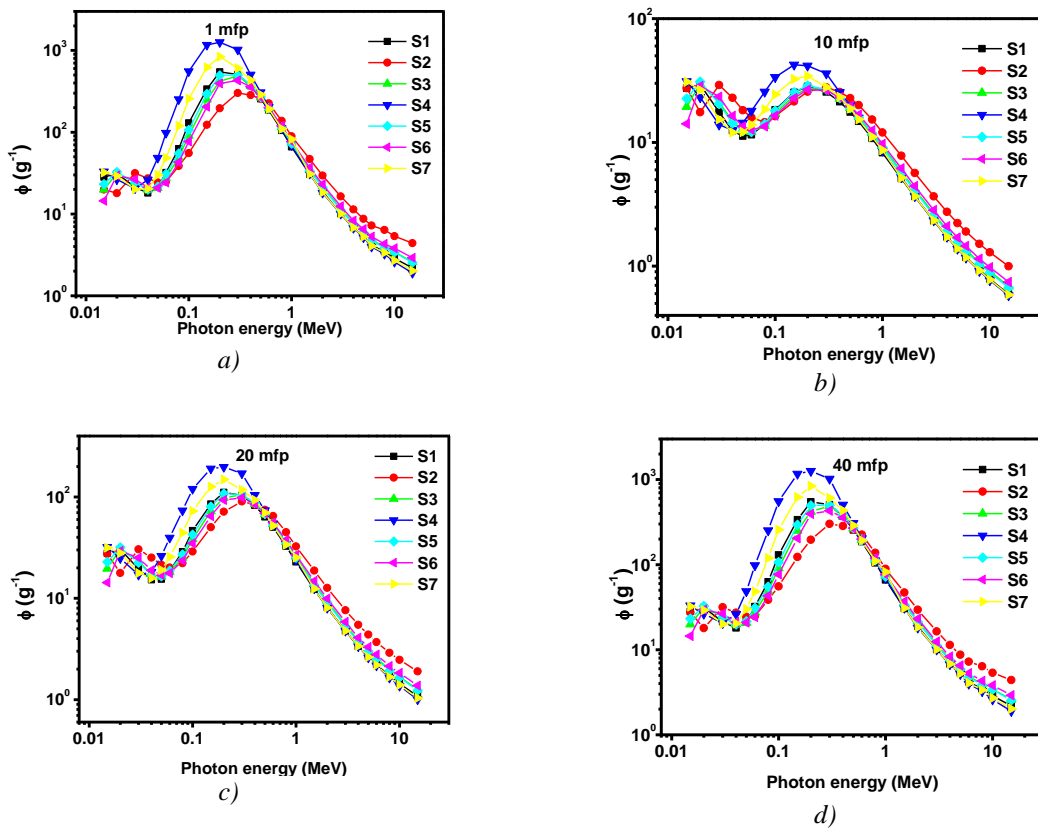 1 mfp
S1
S2
S3
S4
S5
S6
S7
10³
10²
10¹
10⁰
ϕ (g⁻¹)
0.01 0.1 1 10
Photon energy (MeV)
a)
10 mfp
S1
S2
S3
S4
S5
S6
S7
10²
10¹
10⁰
ϕ (g⁻¹)
0.01 0.1 1 10
Photon energy (MeV)
b)
20 mfp
S1
S2
S3
S4
S5
S6
S7
10²
10¹
10⁰
ϕ (g⁻¹)
0.01 0.1 1 10
Photon energy (MeV)
c)
40 mfp
S1
S2
S3
S4
S5
S6
S7
10³
10²
10¹
10⁰
ϕ (g⁻¹)
0.01 0.1 1 10
Photon energy (MeV)
d)